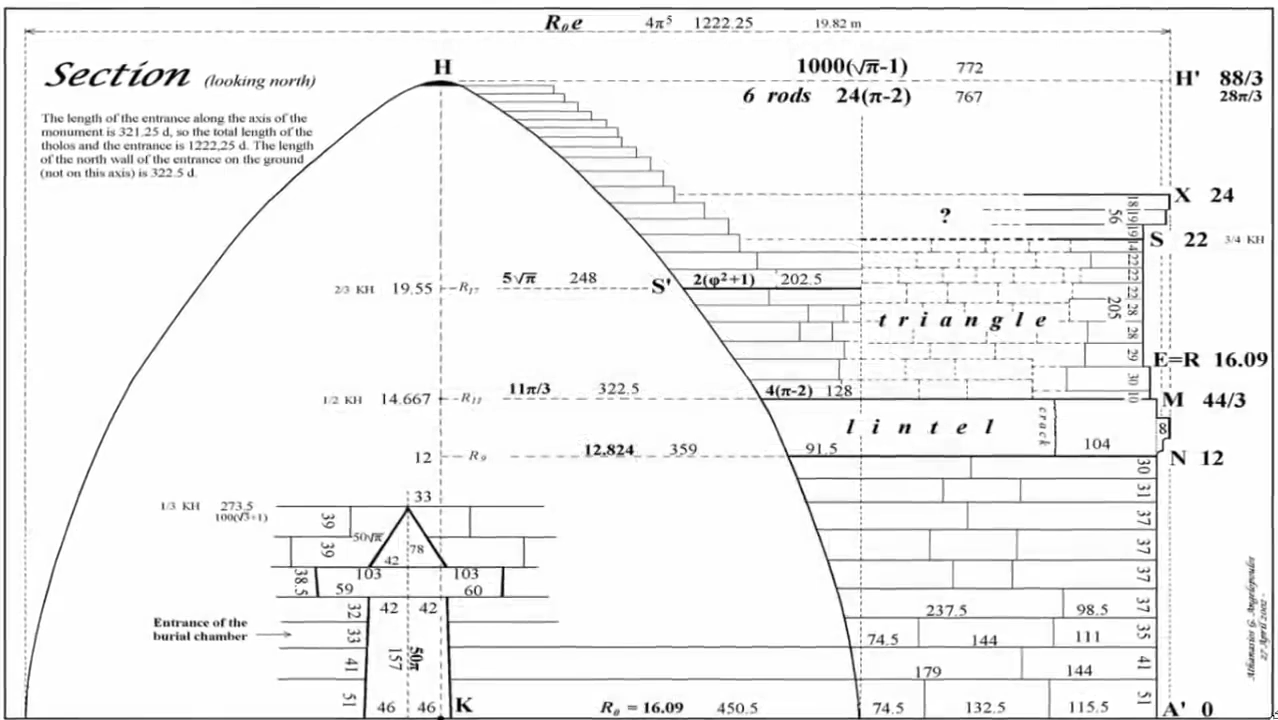 R₀e 4π⁵ 1222.25 19.82 m
Section (looking north)
H
1000(√π-1) 772
H' 88/3
6 rods 24(π-2) 767
28π/3
The length of the entrance along the axis of the
monument is 321.25 d, so the total length of the
tholos and the entrance is 1222,25 d. The length
of the north wall of the entrance on the ground
(not on this axis) is 322.5 d.
X 24
18
?
56
19
19
S 22 3/4 KH
14
22
22
2/3 KH 19.55 R₁₇ 5√π 248 S' 2(φ²+1) 202.5
22
205
28
triangle
28
29
E=R 16.09
30
1/2 KH 14.667 11π/3 322.5 4(π-2) 128
10
M 44/3
lintel
crack
104
8
12 R₉ 12.824 359 91.5
N 12
30
31
37
37
37
37
35
41
51
33
1/3 KH 273.5
100(√3+1)
39
50√π
39
78
42
103 103
38.5
59 60
32
42 42
237.5 98.5
Entrance of the
burial chamber
33
74.5 144 111
157
50π
41
179 144
51
46 46 K R₀ = 16.09 450.5 74.5 132.5 115.5 A' 0
Athanasios G. Angelopoulos
27 April 2002